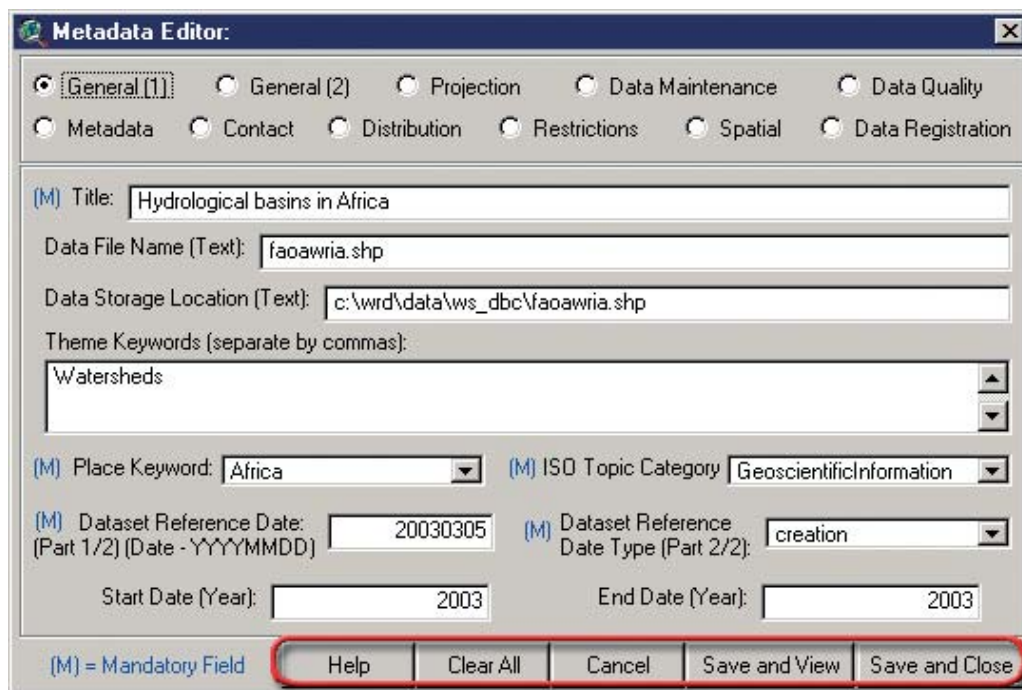 Metadata Editor:
General (1) General (2) Projection Data Maintenance Data Quality
Metadata Contact Distribution Restrictions Spatial Data Registration
(M) Title: Hydrological basins in Africa
Data File Name (Text): faoawria.shp
Data Storage Location (Text): c:\wrd\data\ws_dbc\faoawria.shp
Theme Keywords (separate by commas):
Watersheds
(M) Place Keyword: Africa (M) ISO Topic Category GeoscientificInformation
(M) Dataset Reference Date: (Part 1/2) (Date - YYYYMMDD) 20030305 (M) Dataset Reference Date Type (Part 2/2): creation
Start Date (Year): 2003 End Date (Year): 2003
(M) = Mandatory Field Help Clear All Cancel Save and View Save and Close